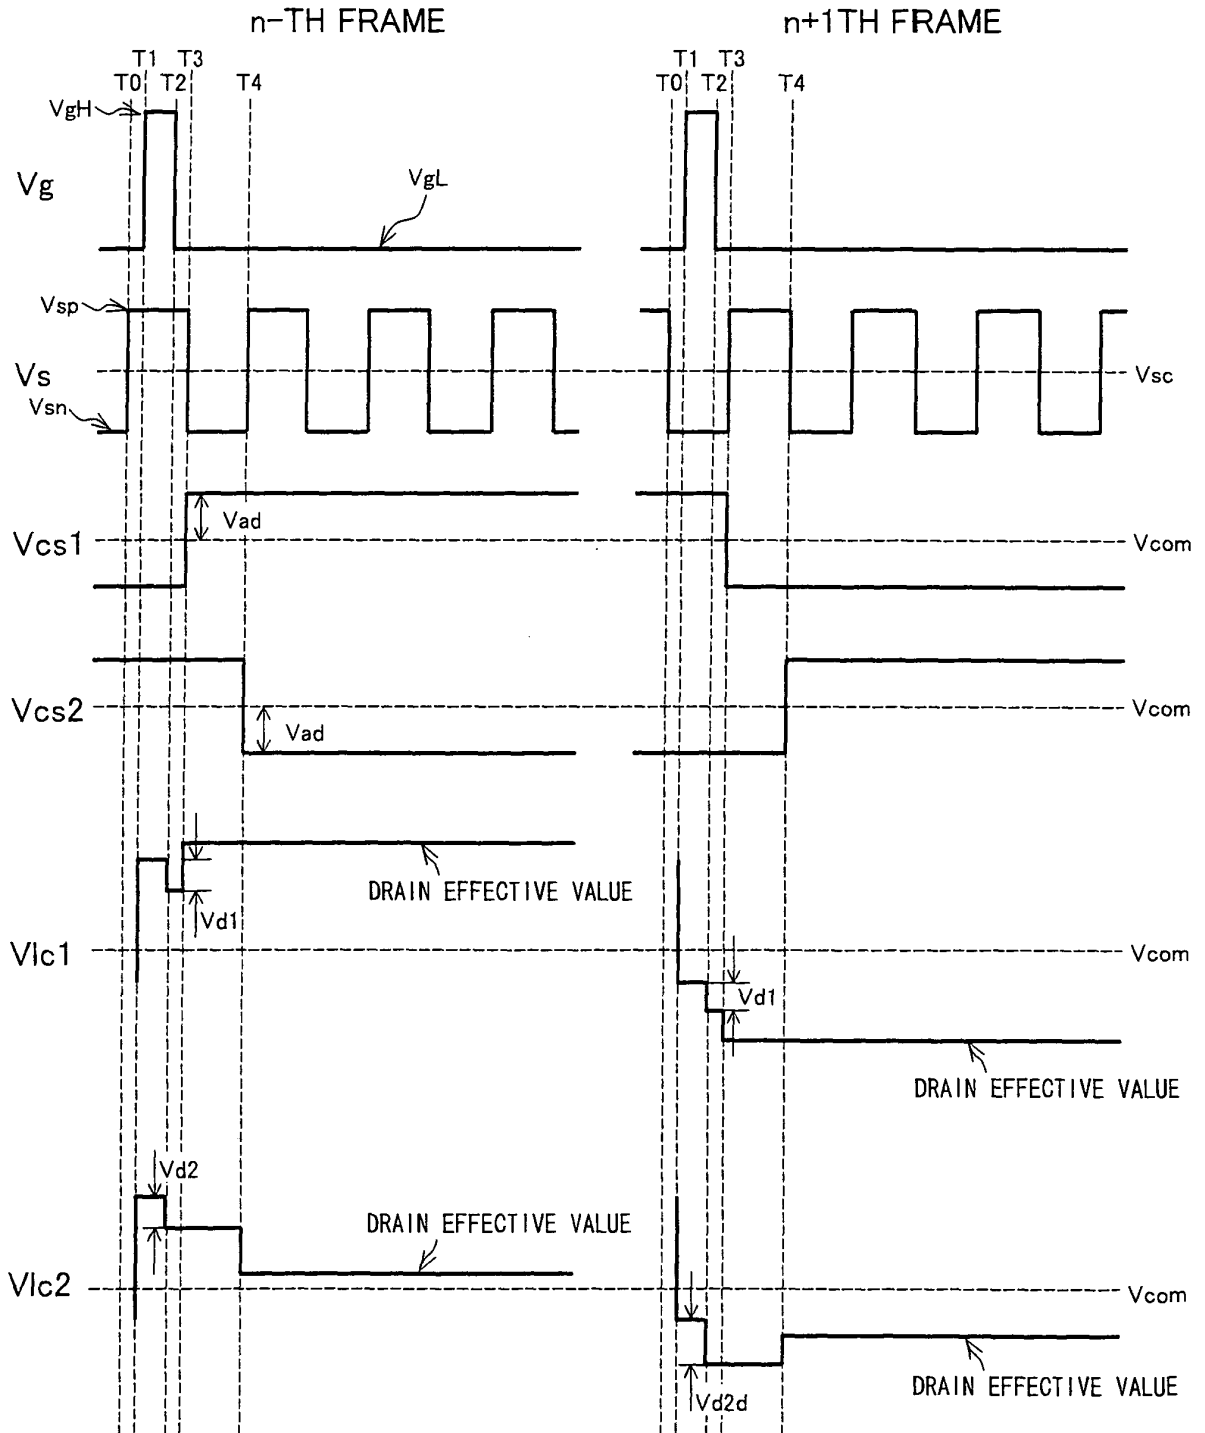 n-TH FRAME
n+1TH FRAME
T1 T3
T1 T3
T0 T2 T4
T0 T2 T4
VgH
Vg
VgL
Vsp
Vs
Vsc
Vsn
Vad
Vcs1
Vcom
Vcs2
Vcom
Vad
DRAIN EFFECTIVE VALUE
Vd1
Vlc1
Vcom
Vd1
DRAIN EFFECTIVE VALUE
Vd2
DRAIN EFFECTIVE VALUE
Vlc2
Vcom
DRAIN EFFECTIVE VALUE
Vd2d